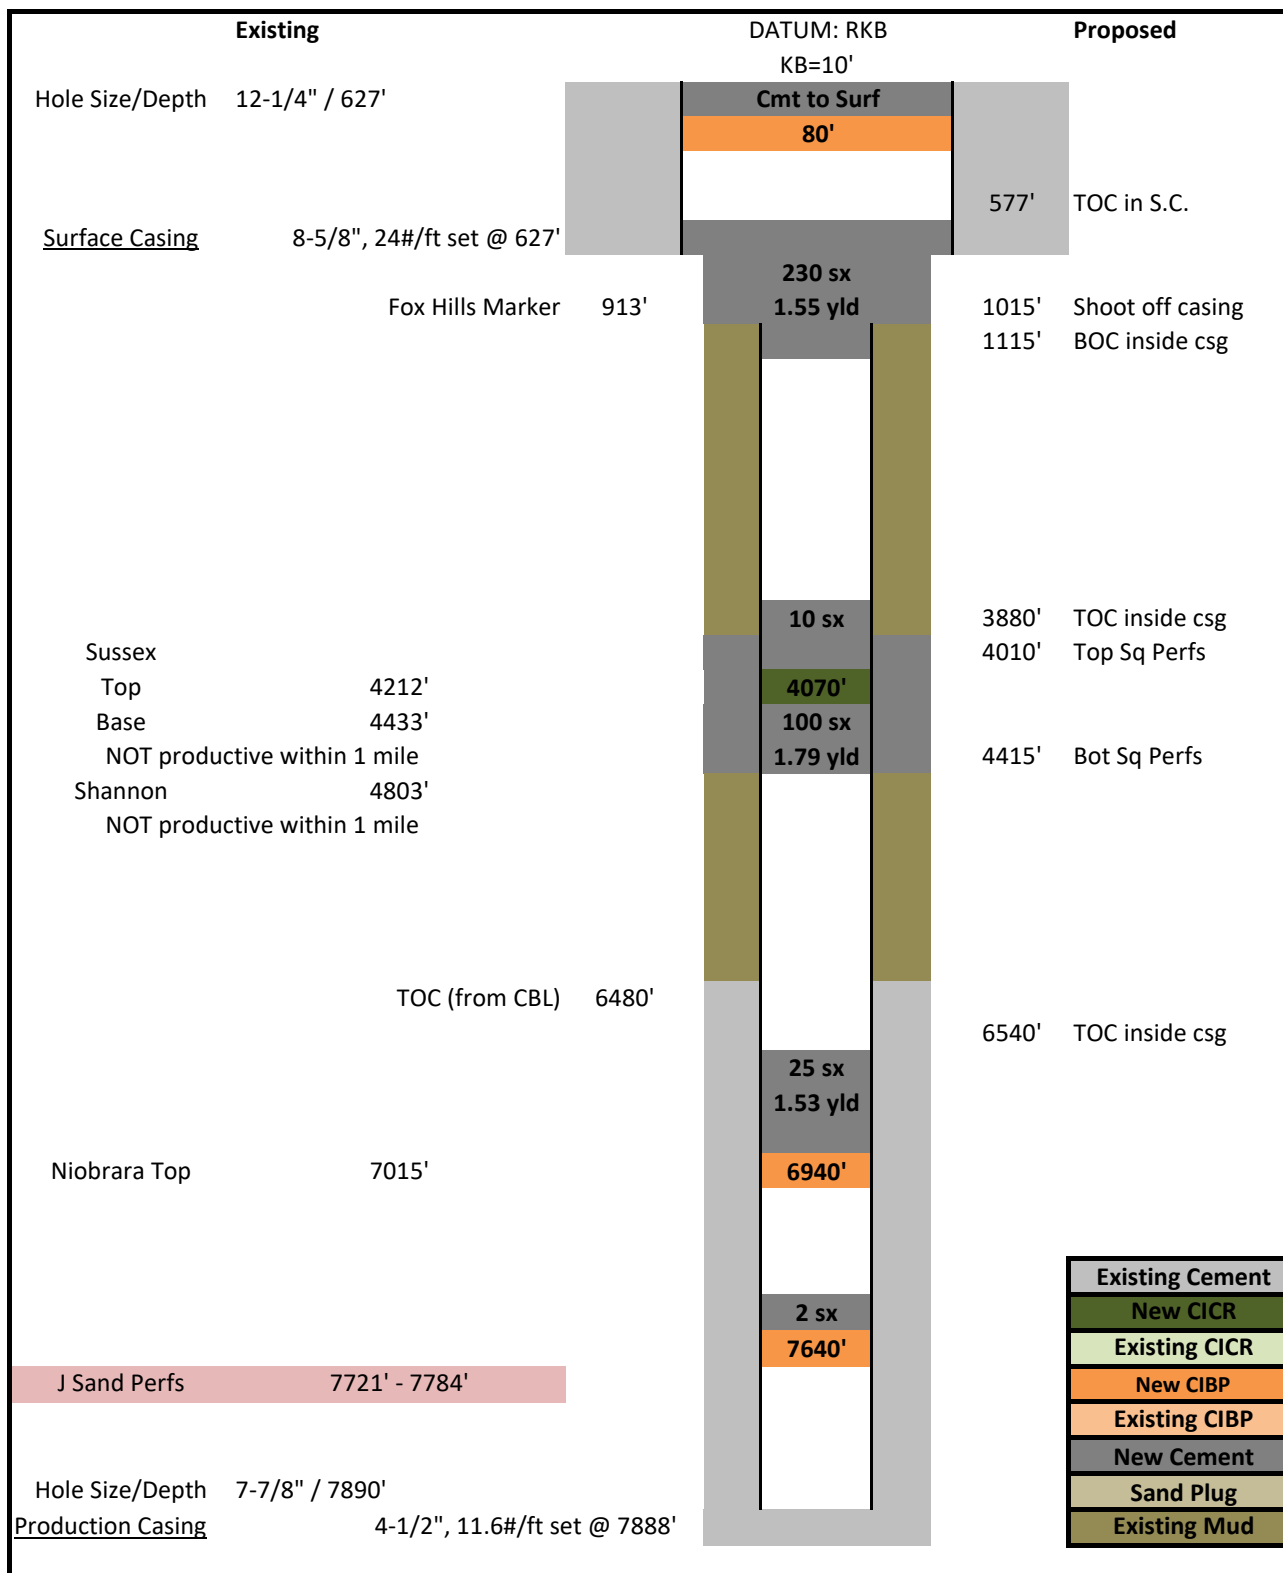 Existing DATUM: RKB Proposed
KB=10'
Hole Size/Depth 12-1/4" / 627' Cmt to Surf
80'
577' TOC in S.C.
Surface Casing 8-5/8", 24#/ft set @ 627'
230 sx
Fox Hills Marker 913' 1.55 yld 1015' Shoot off casing
1115' BOC inside csg
10 sx 3880' TOC inside csg
Sussex 4010' Top Sq Perfs
Top 4212' 4070'
Base 4433' 100 sx
NOT productive within 1 mile 1.79 yld 4415' Bot Sq Perfs
Shannon 4803'
NOT productive within 1 mile
TOC (from CBL) 6480'
6540' TOC inside csg
25 sx
1.53 yld
Niobrara Top 7015' 6940'
Existing Cement
2 sx New CICR
7640' Existing CICR
J Sand Perfs 7721' - 7784' New CIBP
Existing CIBP
New Cement
Hole Size/Depth 7-7/8" / 7890' Sand Plug
Production Casing 4-1/2", 11.6#/ft set @ 7888' Existing Mud